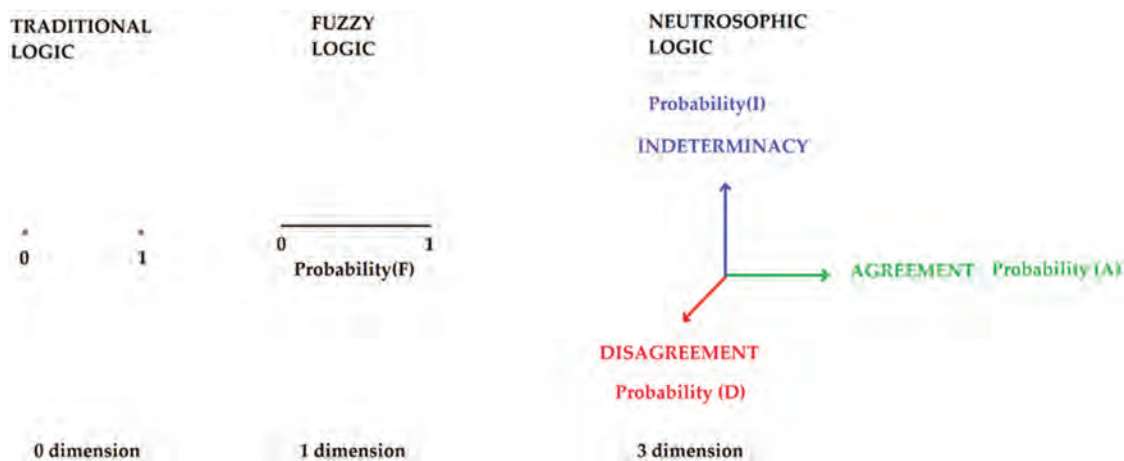 TRADITIONAL
LOGIC
FUZZY
LOGIC
NEUTROSOPHIC
LOGIC
Probability(I)
INDETERMINACY
0
1
0
1
Probability(F)
AGREEMENT Probability (A)
DISAGREEMENT
Probability (D)
0 dimension
1 dimension
3 dimension